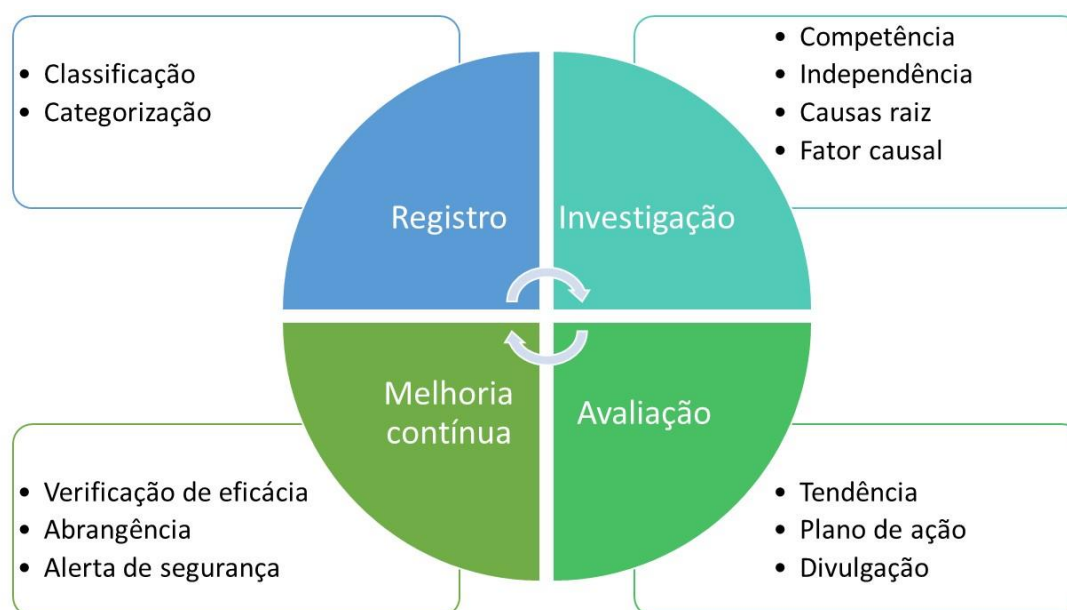 • Classificação
• Categorização
• Competência
• Independência
• Causas raiz
• Fator causal
Registro
Investigação
Melhoria
contínua
Avaliação
• Verificação de eficácia
• Abrangência
• Alerta de segurança
• Tendência
• Plano de ação
• Divulgação